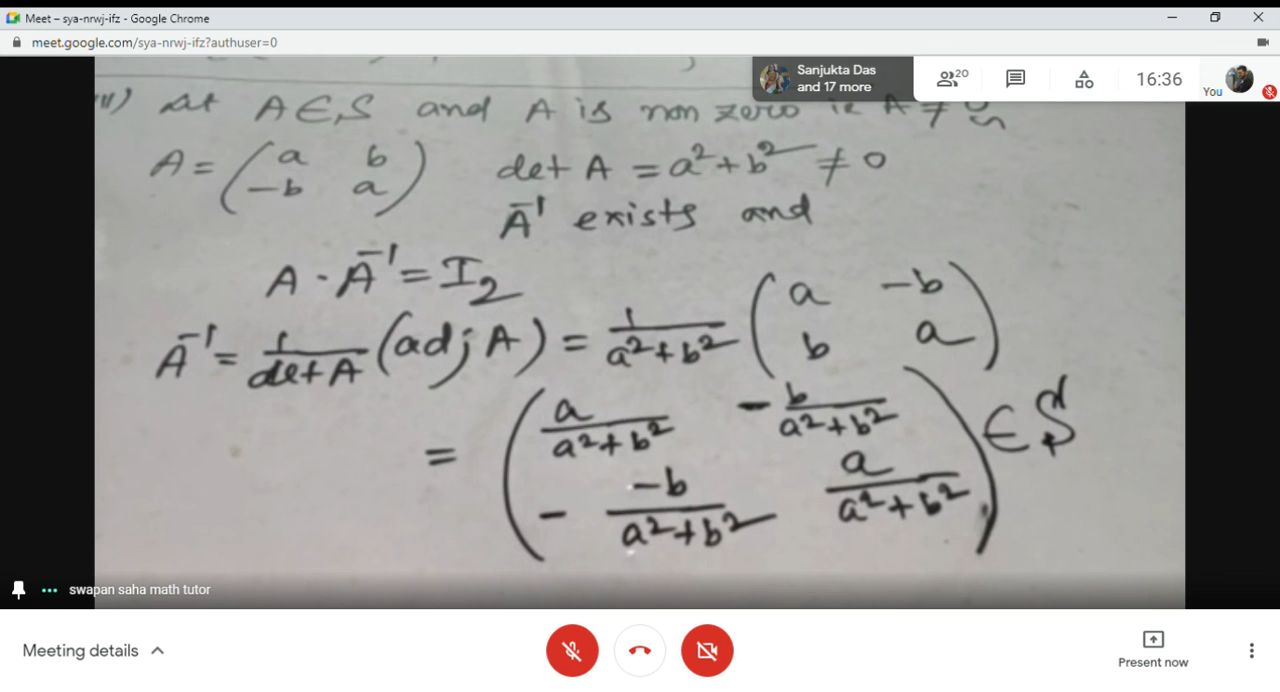 Meet – sya-nrwj-ifz - Google Chrome
meet.google.com/sya-nrwj-ifz?authuser=0
Sanjukta Das
and 17 more
20
16:36
You
A∈S and A is non zero ie A ≠
A = (a b
-b a) det A = a²+b² ≠ 0
A⁻¹ exists and
A · A⁻¹ = I₂
A⁻¹ = 1/det A (adj A) = 1/(a²+b²) (a -b
b a)
= (a/(a²+b²) - b/(a²+b²)
- -b/(a²+b²) a/(a²+b²)) ∈ S
swapan saha math tutor
Meeting details
Present now